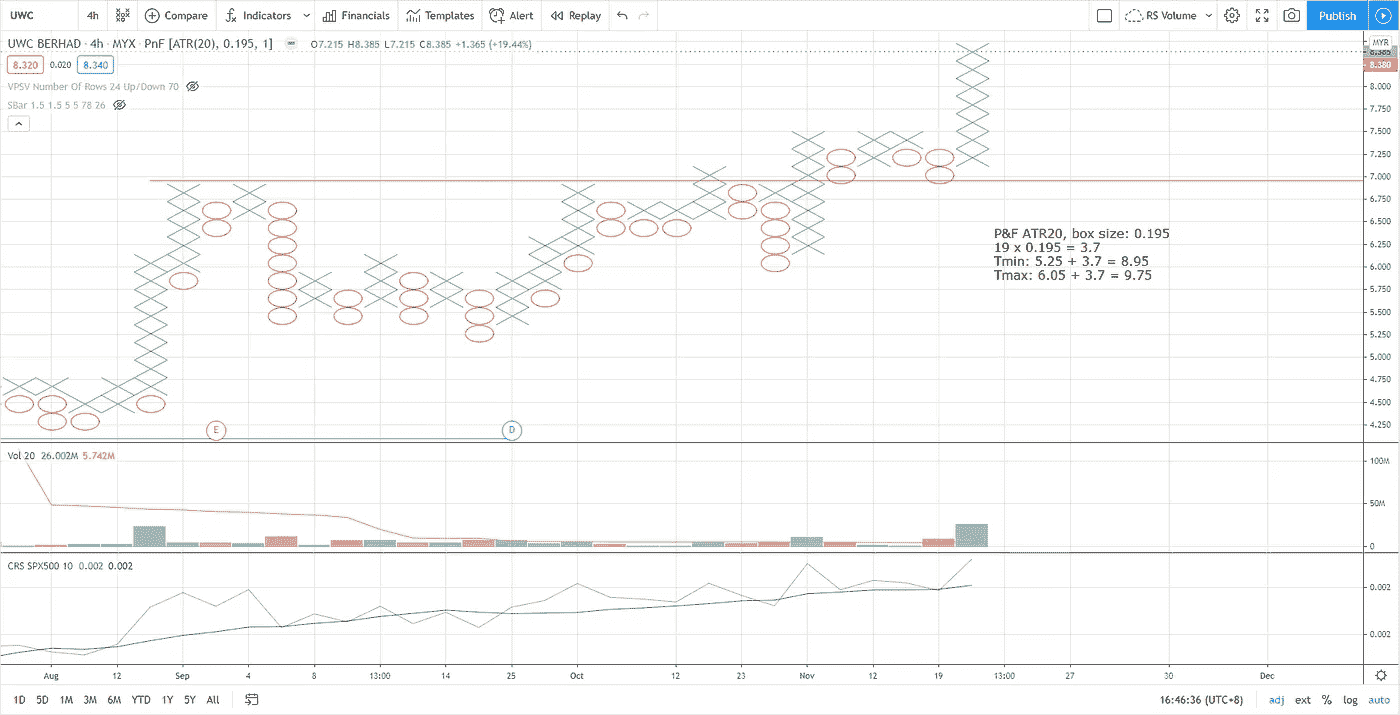 UWC 4h Compare Indicators Financials Templates Alert Replay RS Volume Publish
UWC BERHAD · 4h · MYX · PnF [ATR(20), 0.195, 1] O7.215 H8.385 L7.215 C8.385 +1.365 (+19.44%)
MYR
8.385
8.380
8.320 0.020 8.340
VPSV Number Of Rows 24 Up/Down 70
SBar 1.5 1.5 5 5 78 26
8.000
7.750
7.500
7.250
7.000
6.750
6.500
6.250
6.000
5.750
5.500
5.250
5.000
4.750
4.500
4.250
P&F ATR20, box size: 0.195
19 x 0.195 = 3.7
Tmin: 5.25 + 3.7 = 8.95
Tmax: 6.05 + 3.7 = 9.75
E D
Vol 20 26.002M 5.742M
100M
50M
0
CRS SPX500 10 0.002 0.002
0.002
0.002
Aug 12 Sep 4 8 13:00 14 25 Oct 12 23 Nov 12 19 13:00 27 30 Dec
1D 5D 1M 3M 6M YTD 1Y 5Y All 16:46:36 (UTC+8) adj ext % log auto